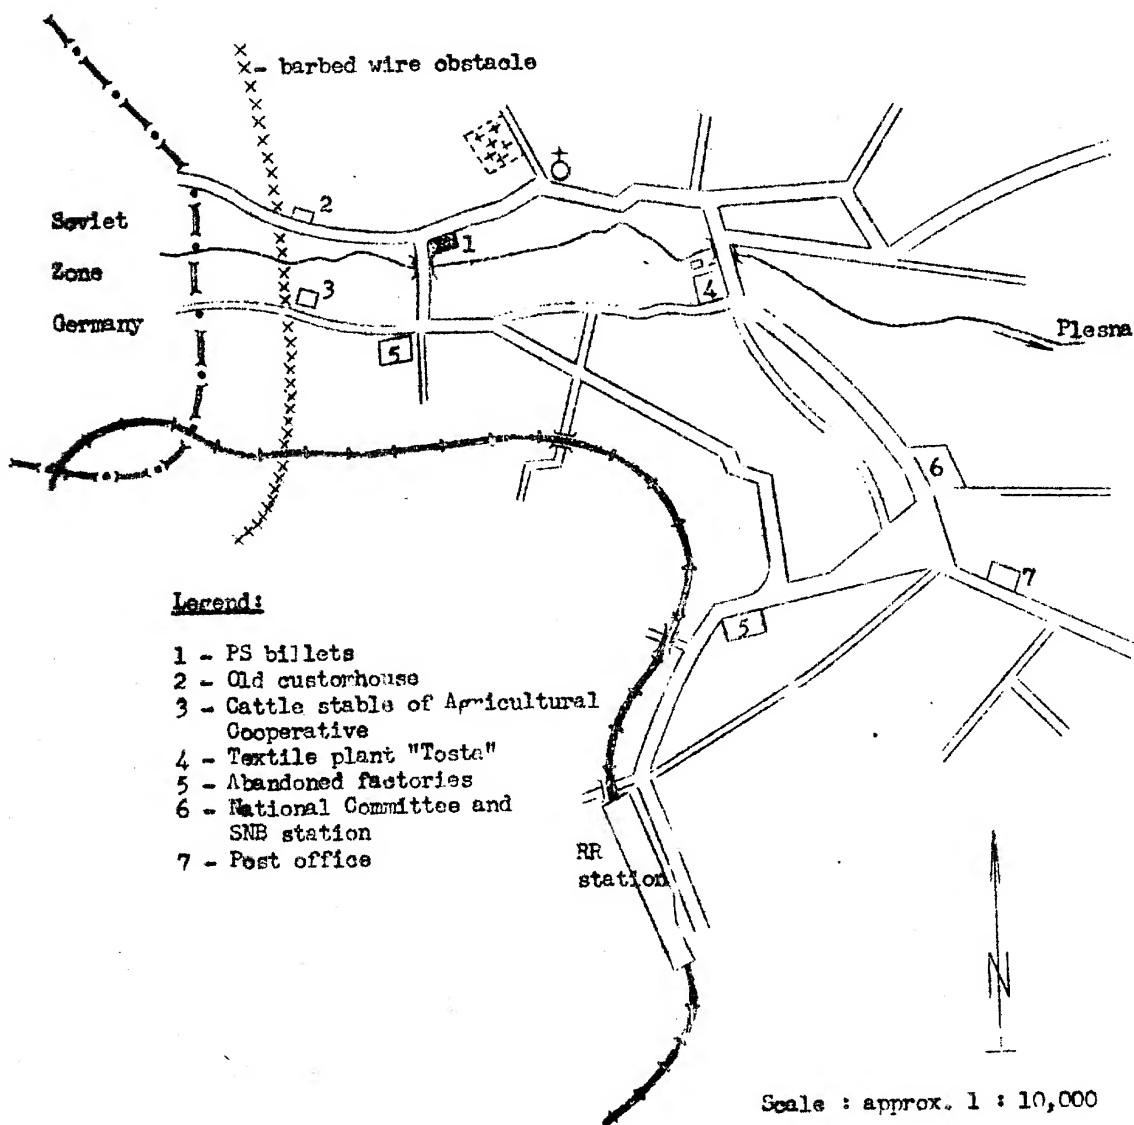 - barbed wire obstacle
2
Soviet
1
Zone
3
4
Germany
Plesna
5
6
7
5
Legend:
1 - PS billets
2 - Old customhouse
3 - Cattle stable of Agricultural
Cooperative
4 - Textile plant "Tosta"
5 - Abandoned factories
6 - National Committee and
SNB station
7 - Post office
RR
station
N
Scale : approx. 1 : 10,000